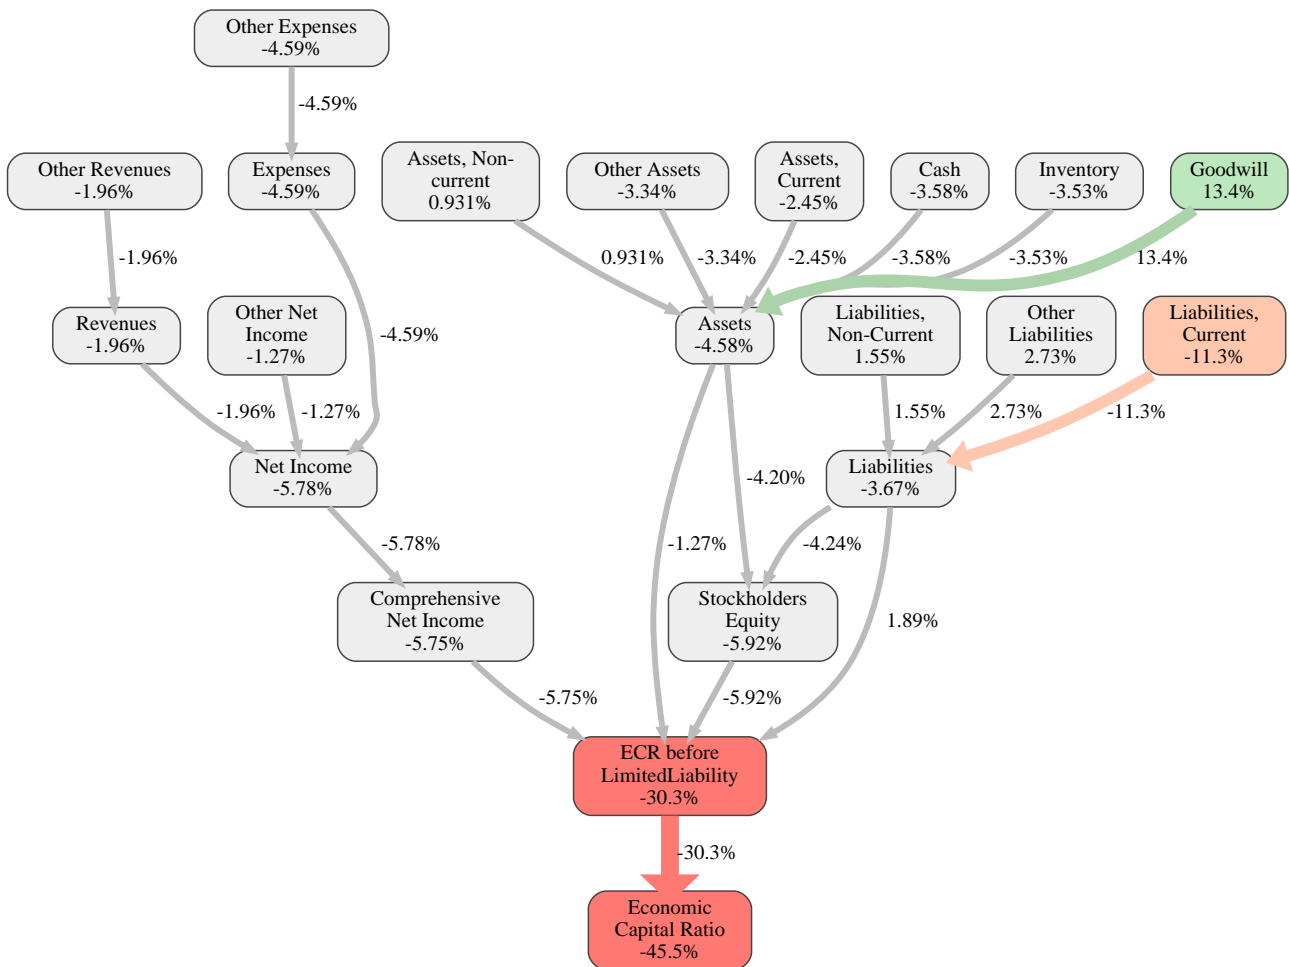 Other Expenses
-4.59%
-4.59%
Other Revenues
-1.96%
Expenses
-4.59%
Assets, Non-
current
0.931%
Other Assets
-3.34%
Assets,
Current
-2.45%
Cash
-3.58%
Inventory
-3.53%
Goodwill
13.4%
-1.96%
0.931%
-3.34%
-2.45%
-3.58%
-3.53%
13.4%
Revenues
-1.96%
Other Net
Income
-1.27%
-4.59%
Assets
-4.58%
Liabilities,
Non-Current
1.55%
Other
Liabilities
2.73%
Liabilities,
Current
-11.3%
-1.96%
-1.27%
1.55%
2.73%
-11.3%
Net Income
-5.78%
-4.20%
Liabilities
-3.67%
-5.78%
-1.27%
-4.24%
Comprehensive
Net Income
-5.75%
Stockholders
Equity
-5.92%
1.89%
-5.75%
-5.92%
ECR before
LimitedLiability
-30.3%
-30.3%
Economic
Capital Ratio
-45.5%